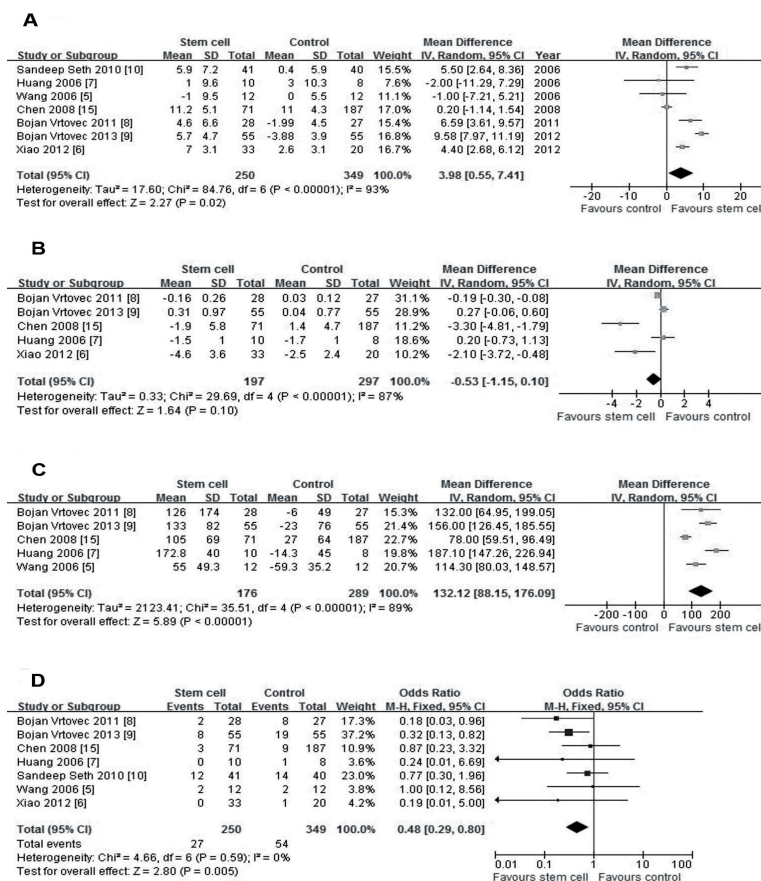 A
Stem cell Control Mean Difference Mean Difference
Study or Subgroup Mean SD Total Mean SD Total Weight IV, Random, 95% CI Year IV, Random, 95% CI
Sandeep Seth 2010 [10] 5.9 7.2 41 0.4 5.9 40 15.5% 5.50 [2.64, 8.36] 2006
Huang 2006 [7] 1 9.6 10 3 10.3 8 6.6% -2.00 [-11.29, 7.29] 2006
Wang 2006 [5] -1 9.5 12 0 5.5 12 11.2% -1.00 [-7.21, 5.21] 2006
Chen 2008 [15] 11.2 5.1 71 11 4.3 187 17.0% 0.20 [-1.14, 1.54] 2008
Bojan Vrtovec 2011 [8] 4.6 6.6 28 -1.99 4.5 27 15.4% 6.59 [3.61, 9.57] 2011
Bojan Vrtovec 2013 [9] 5.7 4.7 55 -3.88 3.9 55 16.8% 9.58 [7.97, 11.19] 2012
Xiao 2012 [6] 7 3.1 33 2.6 3.1 20 16.7% 4.40 [2.68, 6.12] 2012
Total (95% CI) 250 349 100.0% 3.98 [0.55, 7.41]
Heterogeneity: Tau² = 17.60; Chi² = 84.76, df = 6 (P < 0.00001); I² = 93%
Test for overall effect: Z = 2.27 (P = 0.02)
-20 -10 0 10 20
Favours control Favours stem cel
B
Stem cell Control Mean Difference Mean Difference
Study or Subgroup Mean SD Total Mean SD Total Weight IV, Random, 95% CI IV, Random, 95% CI
Bojan Vrtovec 2011 [8] -0.16 0.26 28 0.03 0.12 27 31.1% -0.19 [-0.30, -0.08]
Bojan Vrtovec 2013 [9] 0.31 0.97 55 0.04 0.77 55 28.9% 0.27 [-0.06, 0.60]
Chen 2008 [15] -1.9 5.8 71 1.4 4.7 187 11.2% -3.30 [-4.81, -1.79]
Huang 2006 [7] -1.5 1 10 -1.7 1 8 18.6% 0.20 [-0.73, 1.13]
Xiao 2012 [6] -4.6 3.6 33 -2.5 2.4 20 10.2% -2.10 [-3.72, -0.48]
Total (95% CI) 197 297 100.0% -0.53 [-1.15, 0.10]
Heterogeneity: Tau² = 0.33; Chi² = 29.69, df = 4 (P < 0.00001); I² = 87%
Test for overall effect: Z = 1.64 (P = 0.10)
-4 -2 0 2 4
Favours stem cell Favours control
C
Stem cell Control Mean Difference Mean Difference
Study or Subgroup Mean SD Total Mean SD Total Weight IV, Random, 95% CI IV, Random, 95% CI
Bojan Vrtovec 2011 [8] 126 174 28 -6 49 27 15.3% 132.00 [64.95, 199.05]
Bojan Vrtovec 2013 [9] 133 82 55 -23 76 55 21.4% 156.00 [126.45, 185.55]
Chen 2008 [15] 105 69 71 27 64 187 22.7% 78.00 [59.51, 96.49]
Huang 2006 [7] 172.8 40 10 -14.3 45 8 19.8% 187.10 [147.26, 226.94]
Wang 2006 [5] 55 49.3 12 -59.3 35.2 12 20.7% 114.30 [80.03, 148.57]
Total (95% CI) 176 289 100.0% 132.12 [88.15, 176.09]
Heterogeneity: Tau² = 2123.41; Chi² = 35.51, df = 4 (P < 0.00001); I² = 89%
Test for overall effect: Z = 5.89 (P < 0.00001)
-200 -100 0 100 200
Favours control Favours stem cel
D
Stem cell Control Odds Ratio Odds Ratio
Study or Subgroup Events Total Events Total Weight M-H, Fixed, 95% CI M-H, Fixed, 95% CI
Bojan Vrtovec 2011 [8] 2 28 8 27 17.3% 0.18 [0.03, 0.96]
Bojan Vrtovec 2013 [9] 8 55 19 55 37.2% 0.32 [0.13, 0.82]
Chen 2008 [15] 3 71 9 187 10.9% 0.87 [0.23, 3.32]
Huang 2006 [7] 0 10 1 8 3.6% 0.24 [0.01, 6.69]
Sandeep Seth 2010 [10] 12 41 14 40 23.0% 0.77 [0.30, 1.96]
Wang 2006 [5] 2 12 2 12 3.8% 1.00 [0.12, 8.56]
Xiao 2012 [6] 0 33 1 20 4.2% 0.19 [0.01, 5.00]
Total (95% CI) 250 349 100.0% 0.48 [0.29, 0.80]
Total events 27 54
Heterogeneity: Chi² = 4.66, df = 6 (P = 0.59); I² = 0%
Test for overall effect: Z = 2.80 (P = 0.005)
0.01 0.1 1 10 100
Favours stem cell Favours control